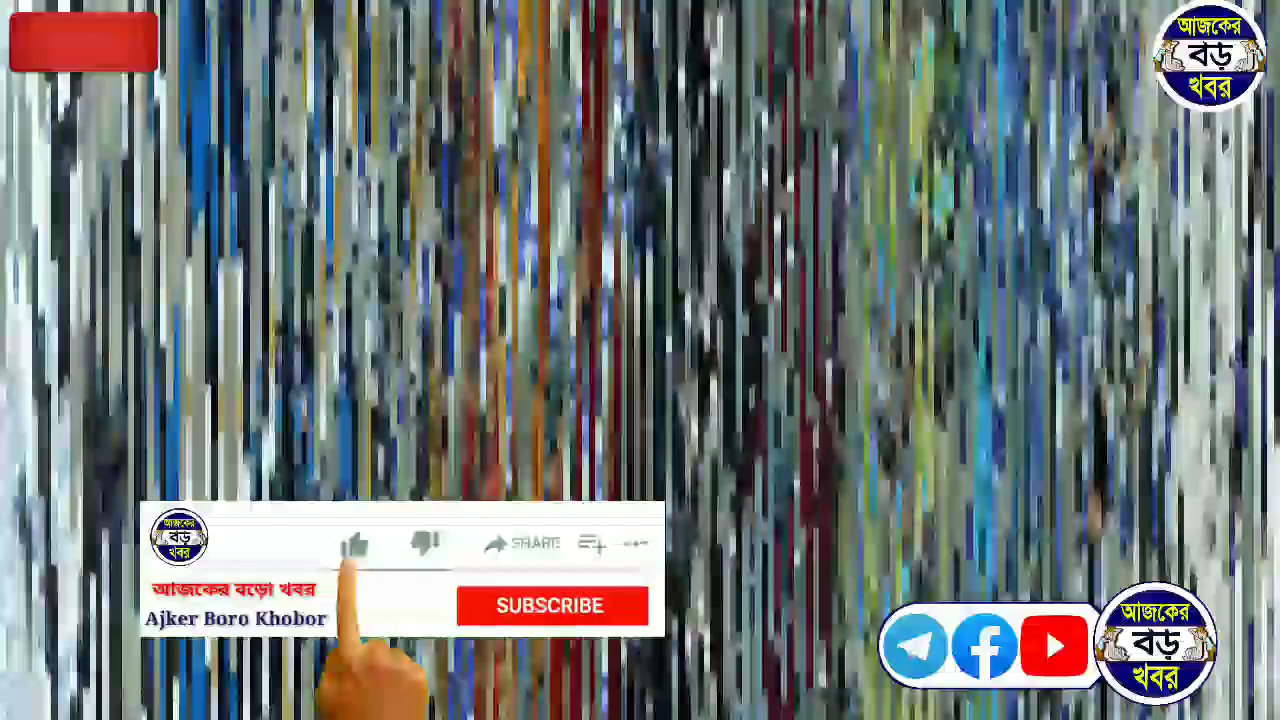 আজকের
বড়
খবর
আজকের
বড়
খবর
SHARE
আজকের বড়ো খবর
Ajker Boro Khobor
SUBSCRIBE
আজকের
বড়
খবর